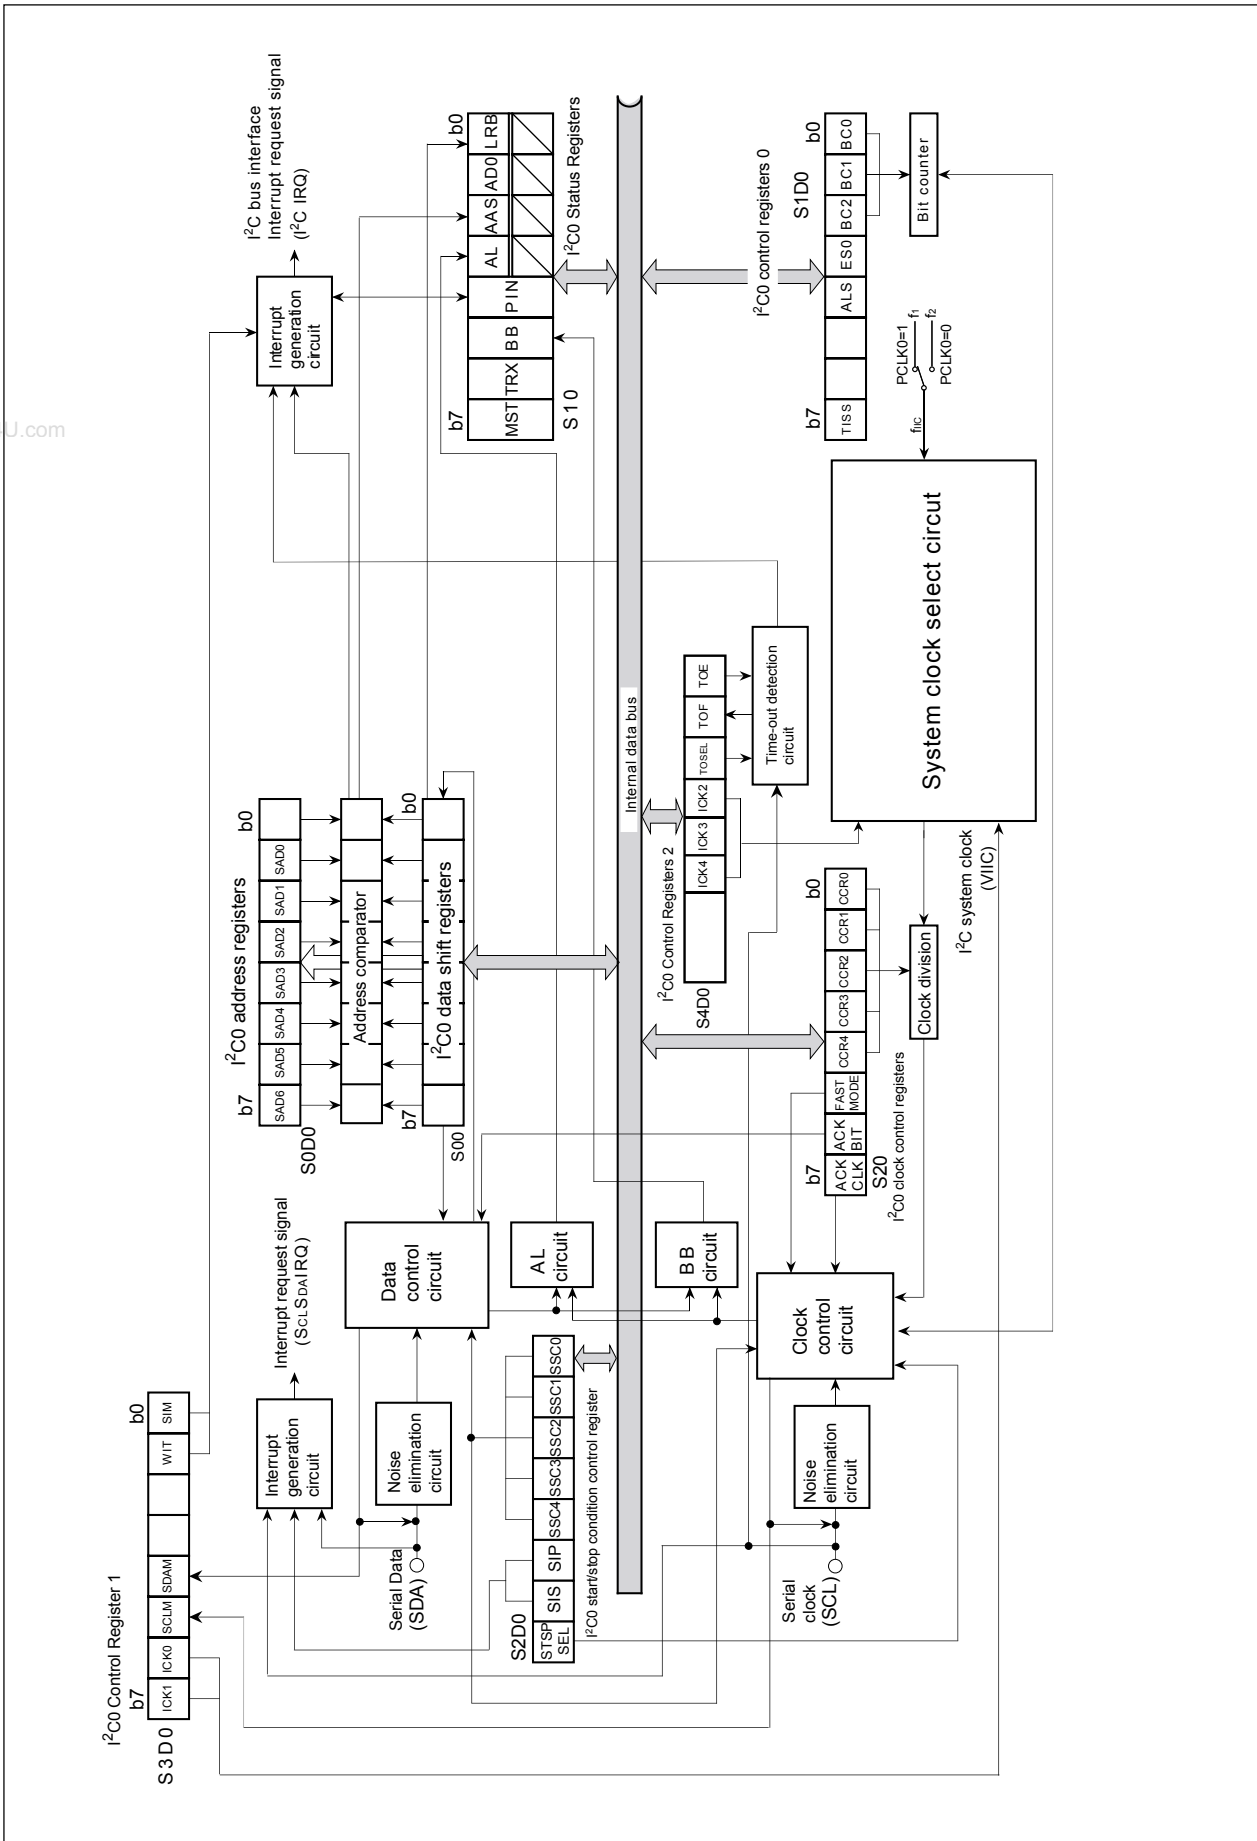 I²C0 Control Register 1
b7
b0
ICK1
ICK0
SCLM
SDAM
WIT
SIM
S3D0
Interrupt
generation
circuit
Interrupt request signal
(SCLSDAIRQ)
I²C0 address registers
b7
b0
SAD6
SAD5
SAD4
SAD3
SAD2
SAD1
SAD0
S0D0
Address comparator
b7
b0
I²C0 data shift registers
S00
Interrupt
generation
circuit
I²C bus interface
Interrupt request signal
(I²C IRQ)
Serial Data
(SDA)
Noise
elimination
circuit
Data
control
circuit
AL
circuit
BB
circuit
b7
b0
MST
TRX
BB
PIN
AL
AAS
AD0
LRB
S10
I²C0 Status Registers
S2D0
STSP
SEL
SIS
SIP
SSC4
SSC3
SSC2
SSC1
SSC0
I²C0 start/stop condition control register
Internal data bus
I²C0 Control Registers 2
S4D0
ICK4
ICK3
ICK2
TOSEL
TOF
TOE
Time-out detection
circuit
I²C0 control registers 0
S1D0
b7
b0
TISS
ALS
ES0
BC2
BC1
BC0
Bit counter
Serial
clock
(SCL)
Noise
elimination
circuit
Clock
control
circuit
b7
b0
ACK
CLK
ACK
BIT
FAST
MODE
CCR4
CCR3
CCR2
CCR1
CCR0
S20
I²C0 clock control registers
Clock division
I²C system clock
(VIIC)
System clock select circut
fIIC
PCLK0=1
f1
f2
PCLK0=0
U.com